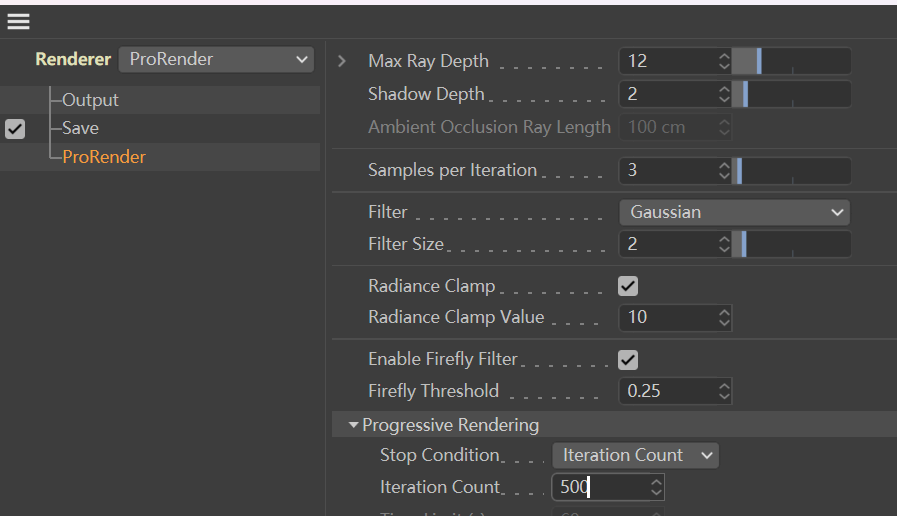 Renderer ProRender
Output
Save
ProRender
Max Ray Depth 12
Shadow Depth 2
Ambient Occlusion Ray Length 100 cm
Samples per Iteration 3
Filter Gaussian
Filter Size 2
Radiance Clamp
Radiance Clamp Value 10
Enable Firefly Filter
Firefly Threshold 0.25
Progressive Rendering
Stop Condition Iteration Count
Iteration Count 500